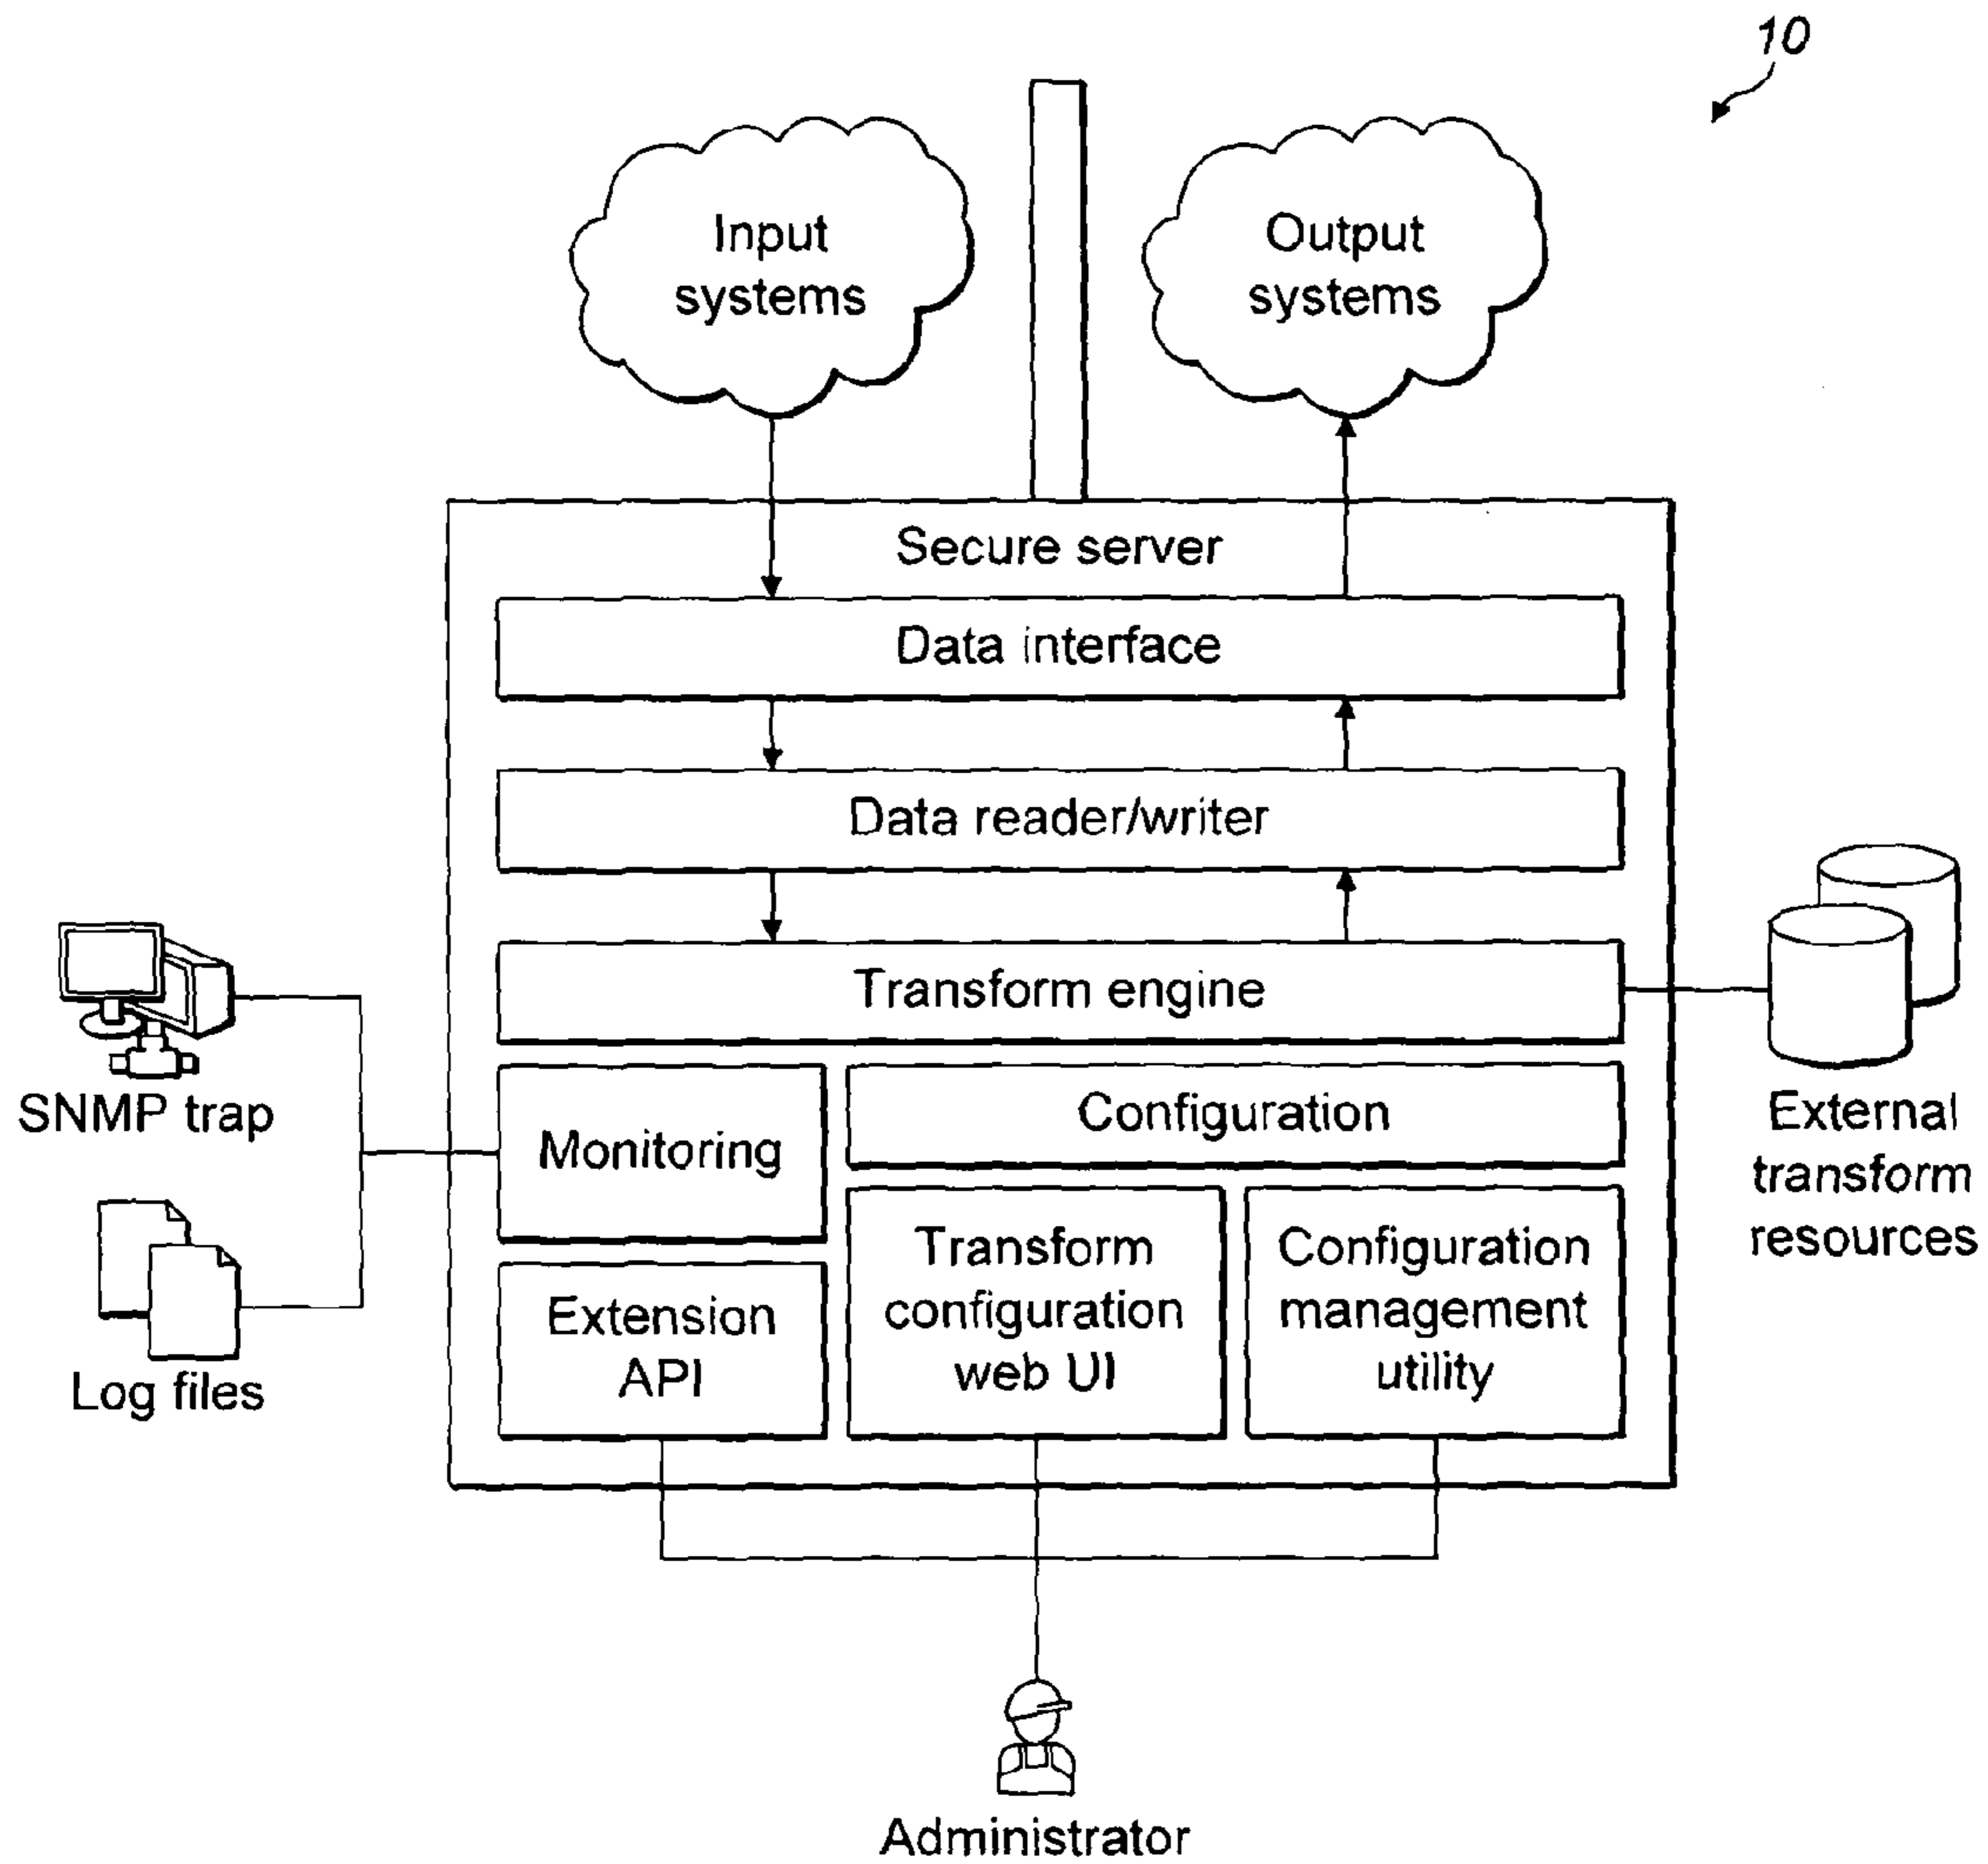 10
Input
systems
Output
systems
Secure server
Data interface
Data reader/writer
Transform engine
SNMP trap
Monitoring
Configuration
External
transform
resources
Log files
Extension
API
Transform
configuration
web UI
Configuration
management
utility
Administrator